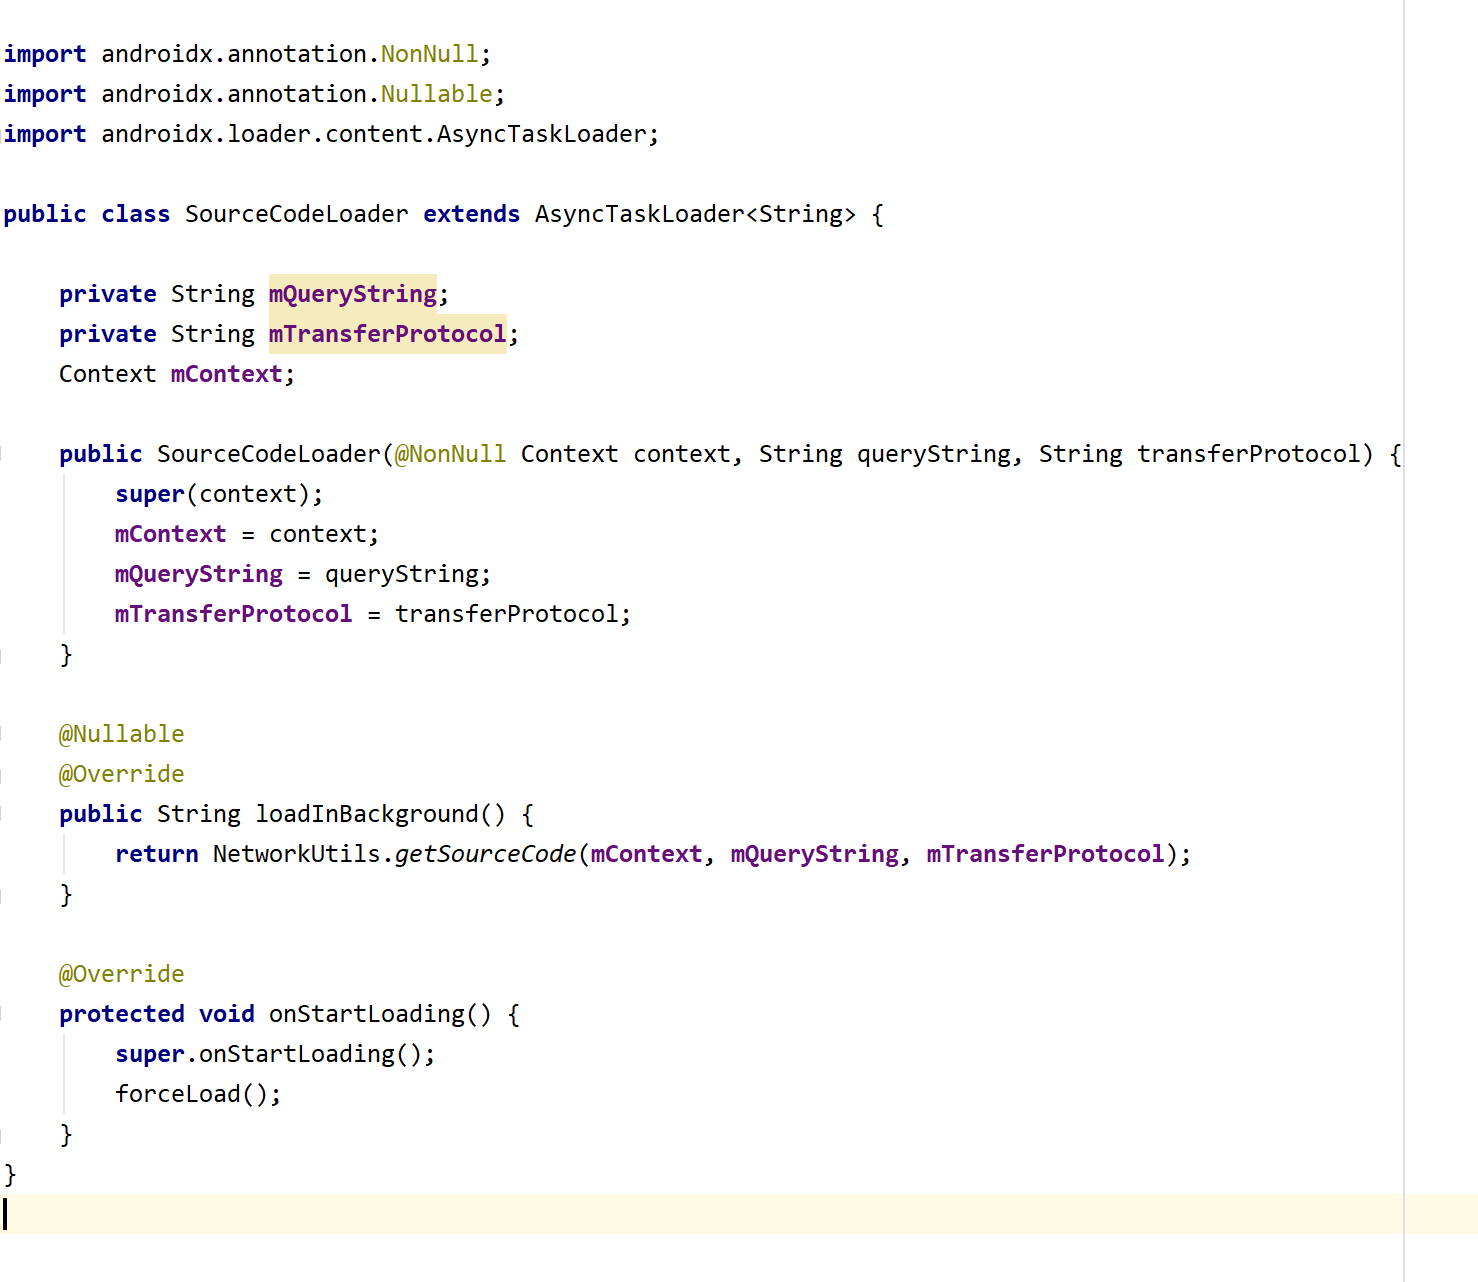 import androidx.annotation.NonNull;
import androidx.annotation.Nullable;
import androidx.loader.content.AsyncTaskLoader;
public class SourceCodeLoader extends AsyncTaskLoader<String> {
private String mQueryString;
private String mTransferProtocol;
Context mContext;
public SourceCodeLoader(@NonNull Context context, String queryString, String transferProtocol) {
super(context);
mContext = context;
mQueryString = queryString;
mTransferProtocol = transferProtocol;
}
@Nullable
@Override
public String loadInBackground() {
return NetworkUtils.getSourceCode(mContext, mQueryString, mTransferProtocol);
}
@Override
protected void onStartLoading() {
super.onStartLoading();
forceLoad();
}
}